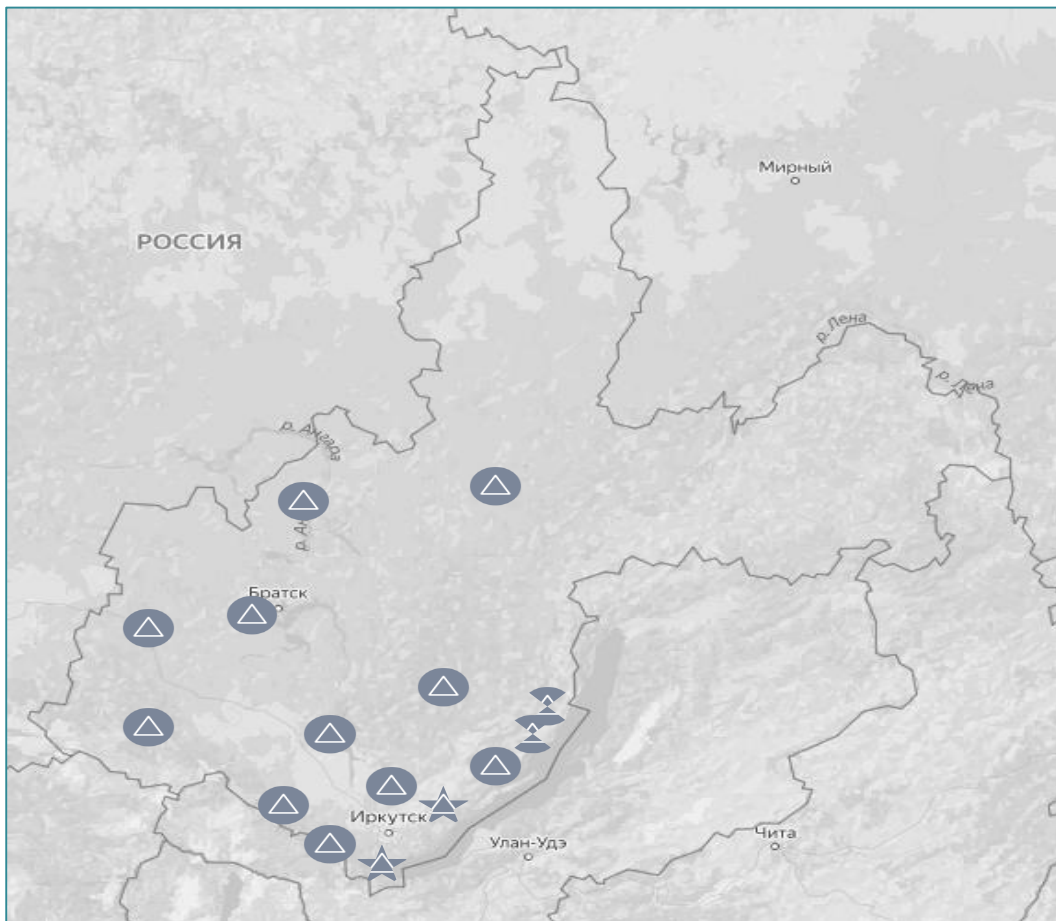 Мирный
РОССИЯ
р. Лена
р. Лена
р. Ангара
р. Ан
Братск
Иркутск
Улан-Удэ
Чита